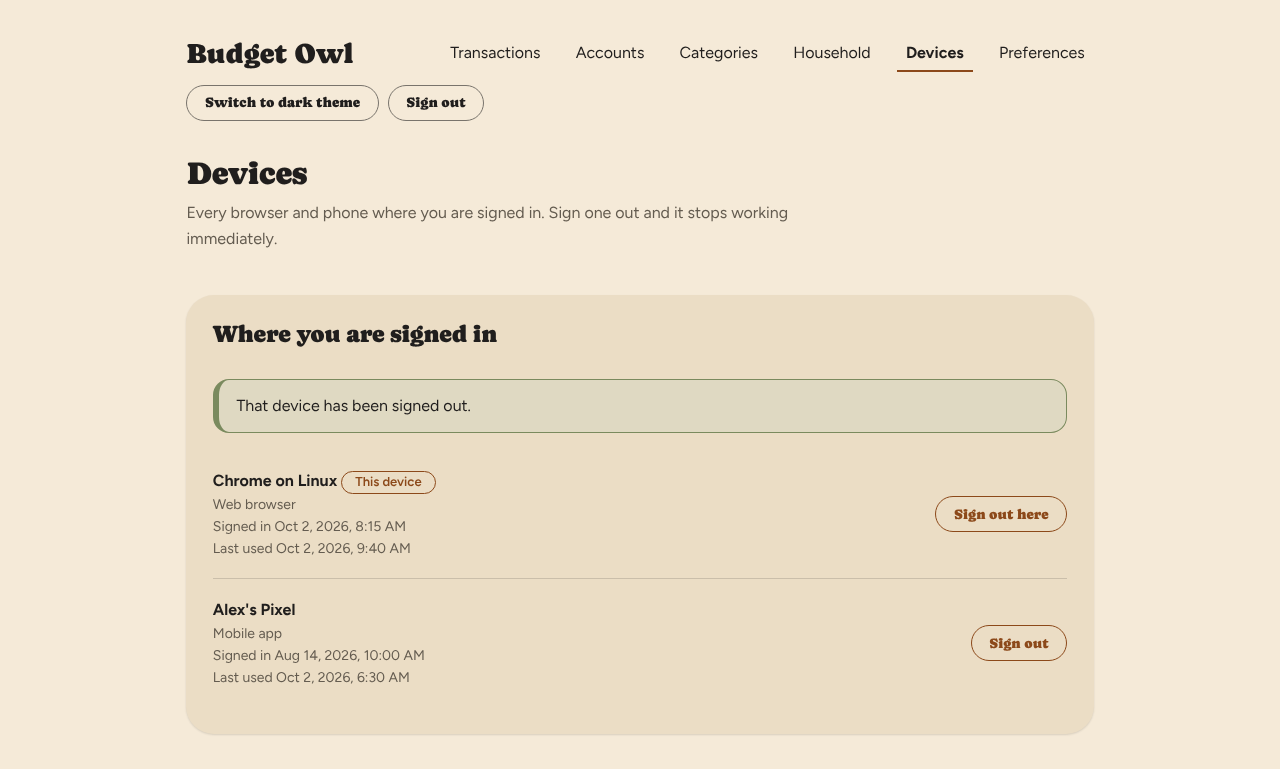 Budget Owl
Transactions Accounts Categories Household Devices Preferences
Switch to dark theme Sign out
Devices
Every browser and phone where you are signed in. Sign one out and it stops working
immediately.
Where you are signed in
That device has been signed out.
Chrome on Linux This device
Web browser
Signed in Oct 2, 2026, 8:15 AM
Last used Oct 2, 2026, 9:40 AM
Sign out here
Alex's Pixel
Mobile app
Signed in Aug 14, 2026, 10:00 AM
Last used Oct 2, 2026, 6:30 AM
Sign out